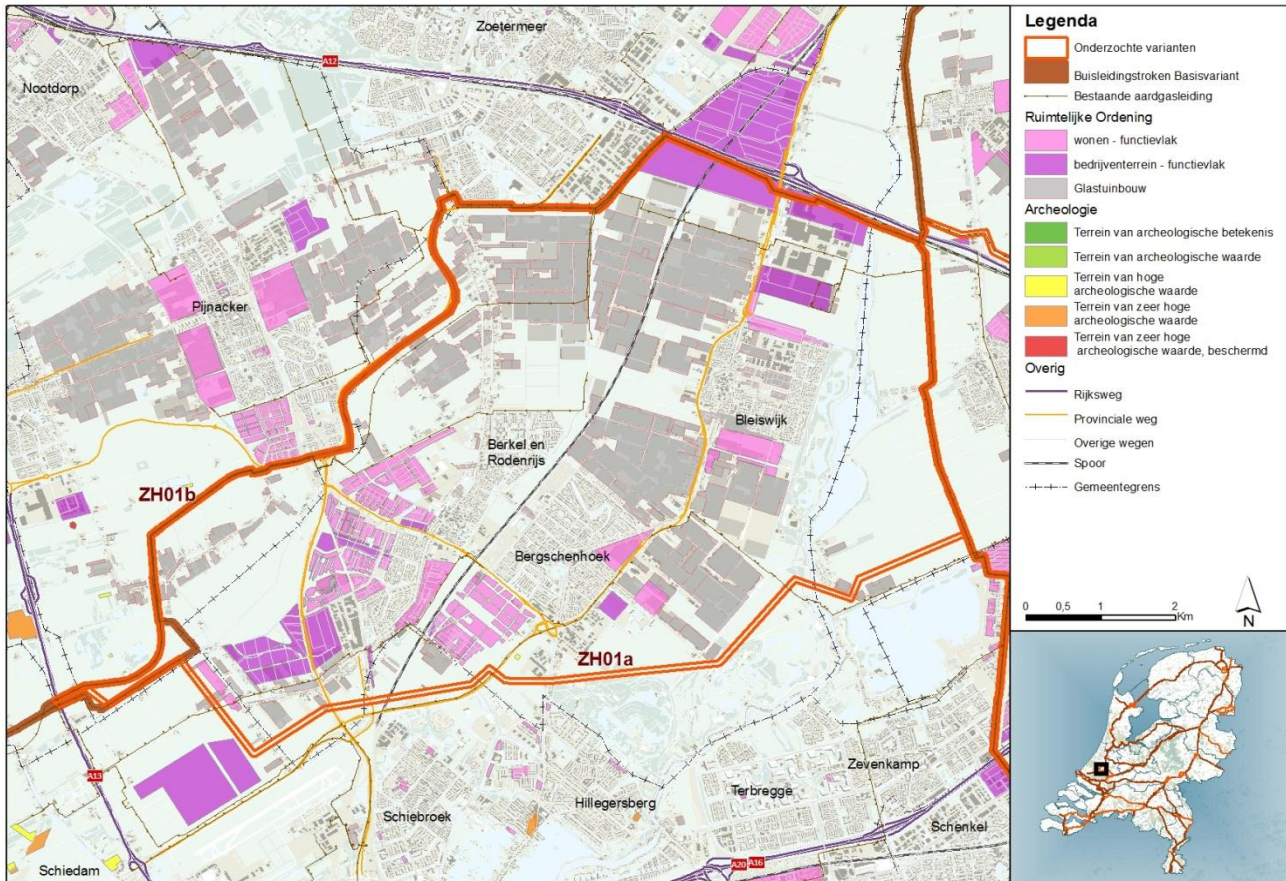 Zoetermeer
A12
Nootdorp
Pijnacker
Bleiswijk
Berkel en
Rodenrijs
ZH01b
Bergschenhoek
ZH01a
A13
Zevenkamp
Terbregge
Hillegersberg
Schiebroek
Schenkel
A20
A16
Schiedam
Legenda
Onderzochte varianten
Buisleidingstroken Basisvariant
Bestaande aardgasleiding
Ruimtelijke Ordening
wonen - functievlak
bedrijventerrein - functievlak
Glastuinbouw
Archeologie
Terrein van archeologische betekenis
Terrein van archeologische waarde
Terrein van hoge
archeologische waarde
Terrein van zeer hoge
archeologische waarde
Terrein van zeer hoge
archeologische waarde, beschermd
Overig
Rijksweg
Provinciale weg
Overige wegen
Spoor
Gemeentegrens
0 0,5 1 2
Km
N